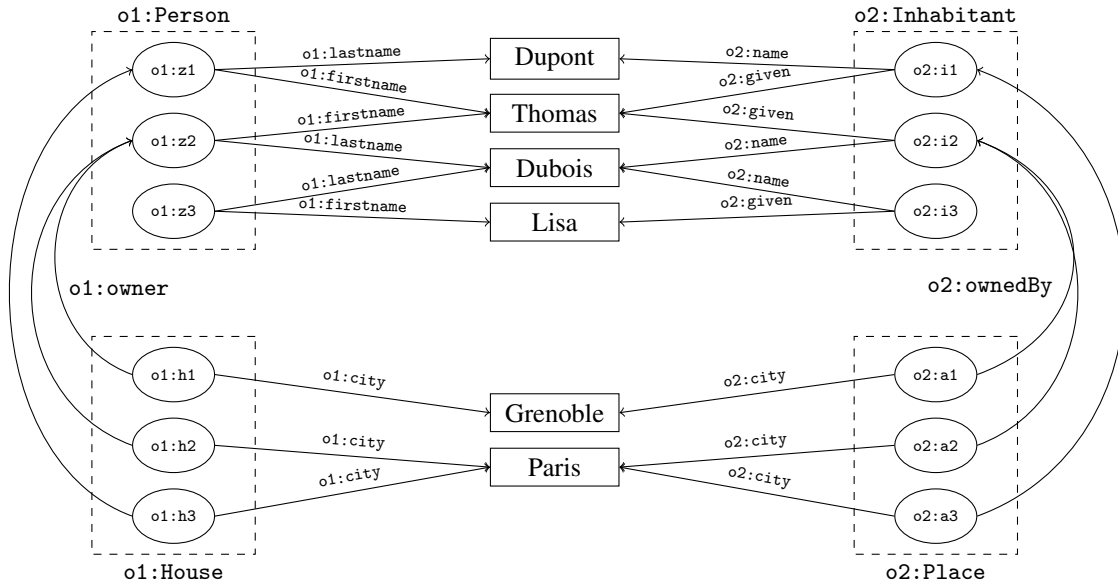 o1:Person
o2:Inhabitant
o1:z1
o1:lastname
Dupont
o2:name
o2:i1
o1:firstname
o2:given
Thomas
o1:z2
o1:firstname
o2:given
o2:i2
o1:lastname
Dubois
o2:name
o1:z3
o1:lastname
o2:name
o2:i3
o1:firstname
Lisa
o2:given
o1:owner
o2:ownedBy
o1:h1
o1:city
Grenoble
o2:city
o2:a1
o1:h2
o1:city
Paris
o2:city
o2:a2
o1:h3
o1:city
o2:city
o2:a3
o1:House
o2:Place